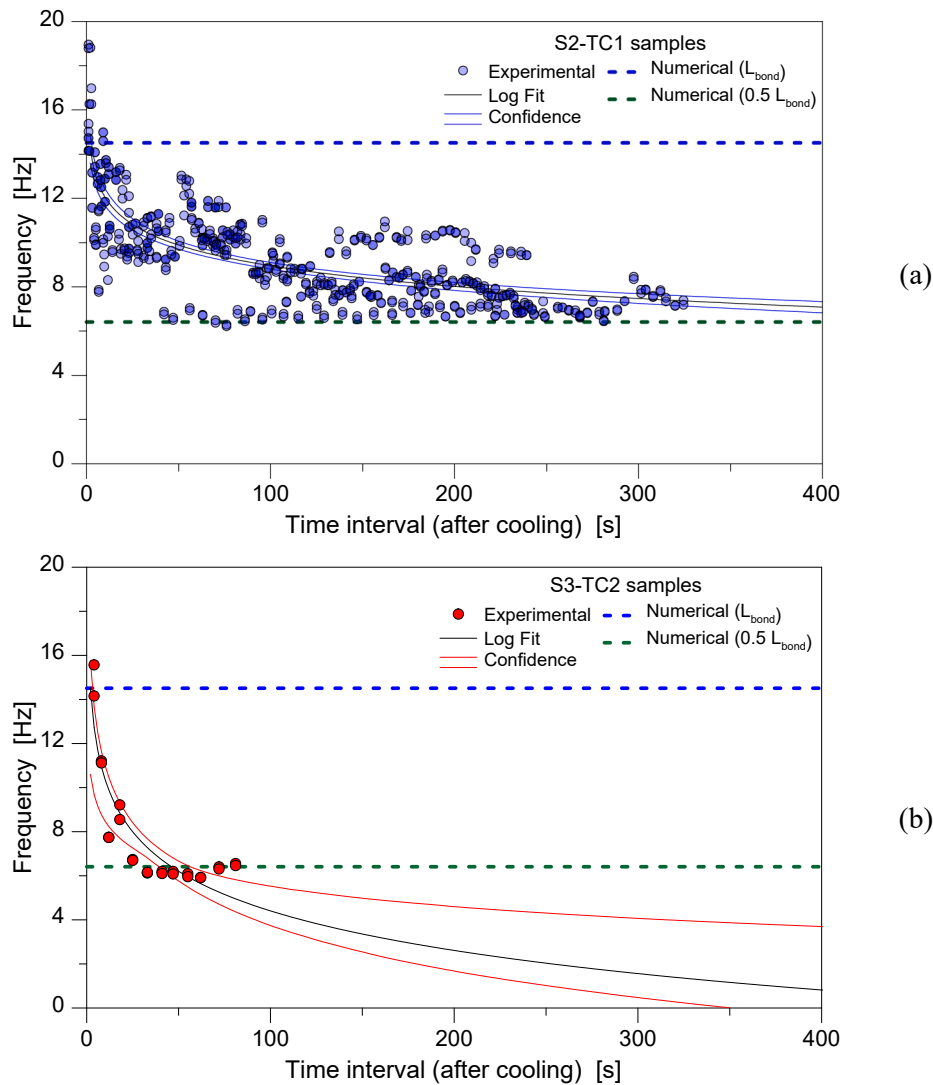 S2-TC1 samples
Experimental
Log Fit
Confidence
Numerical (L_bond)
Numerical (0.5 L_bond)
20
16
12
8
4
0
Frequency [Hz]
0 100 200 300 400
Time interval (after cooling) [s]
(a)
S3-TC2 samples
Experimental
Log Fit
Confidence
Numerical (L_bond)
Numerical (0.5 L_bond)
20
16
12
8
4
0
Frequency [Hz]
0 100 200 300 400
Time interval (after cooling) [s]
(b)